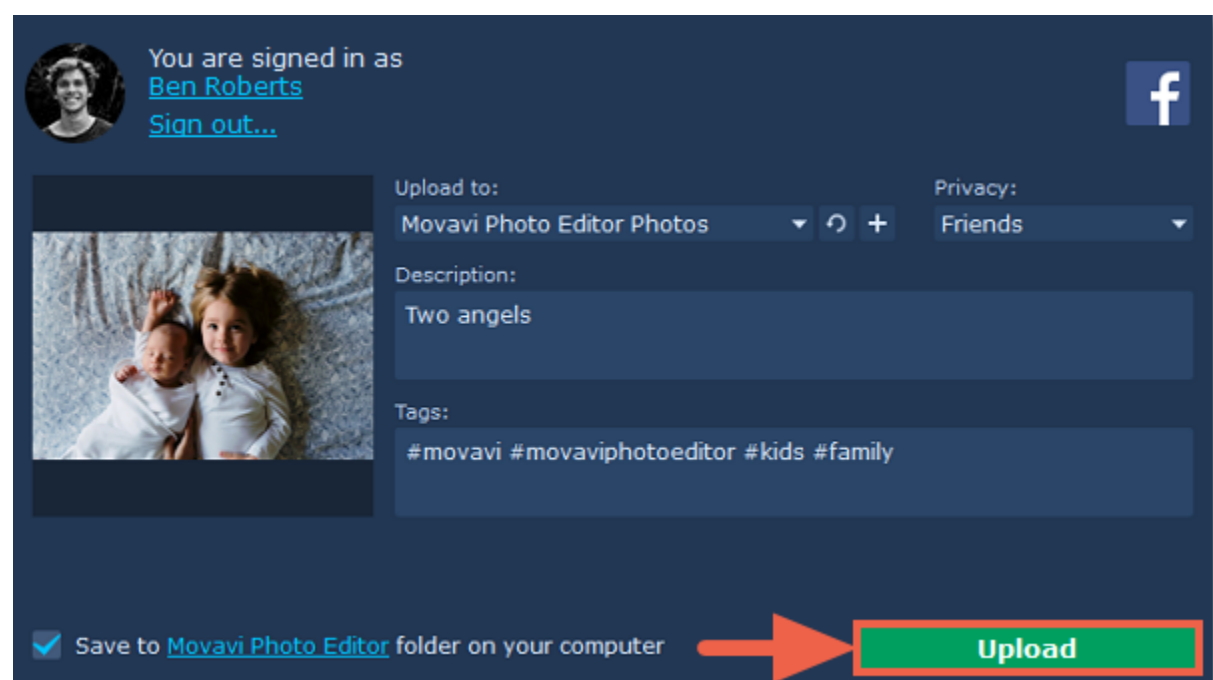 You are signed in as
Ben Roberts
Sign out...
f
Upload to:
Privacy:
Movavi Photo Editor Photos
Friends
Description:
Two angels
Tags:
#movavi #movaviphotoeditor #kids #family
Save to Movavi Photo Editor folder on your computer
Upload